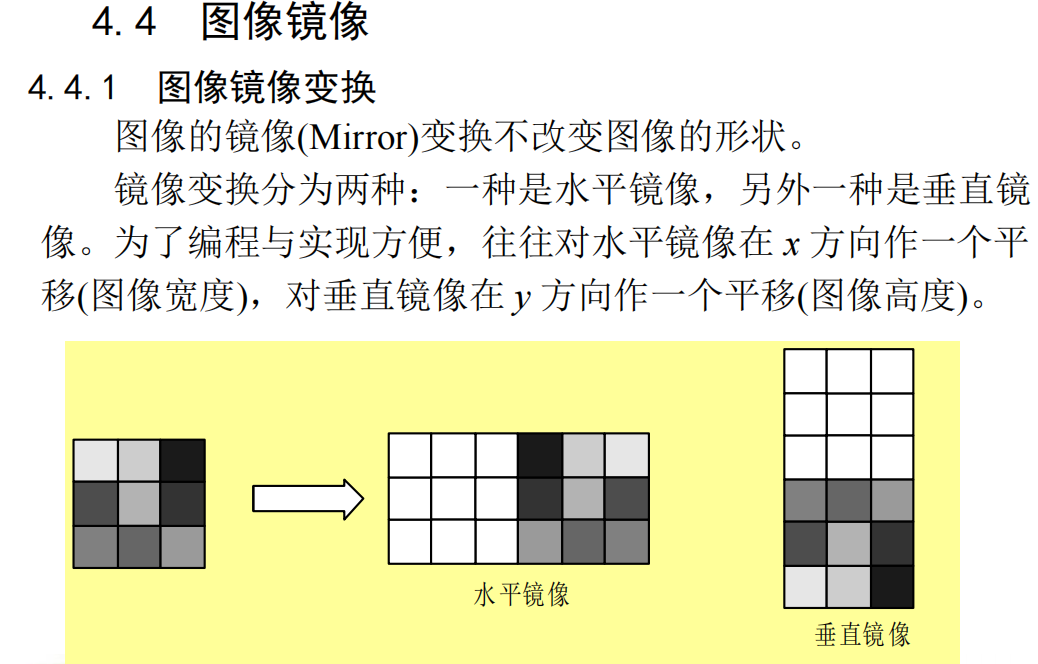 4.4 图像镜像
4.4.1 图像镜像变换
图像的镜像(Mirror)变换不改变图像的形状。
镜像变换分为两种：一种是水平镜像，另外一种是垂直镜
像。为了编程与实现方便，往往对水平镜像在 x 方向作一个平
移(图像宽度)，对垂直镜像在 y 方向作一个平移(图像高度)。
水平镜像
垂直镜像